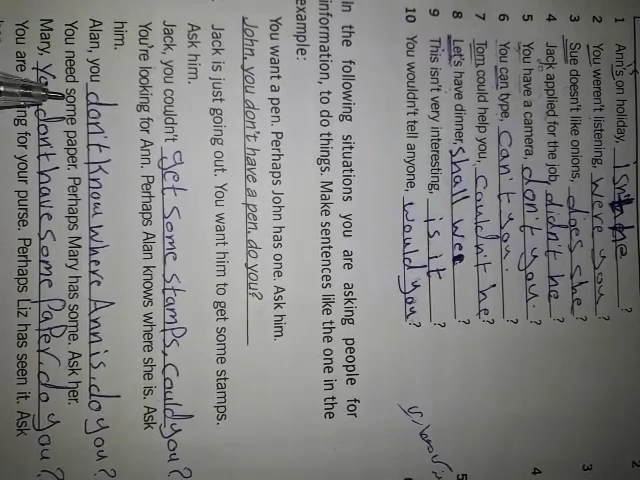 1 Ann's on holiday, isn't he ?
2 You weren't listening, were you ?
3 Sue doesn't like onions, does she ?
4 Jack applied for the job, didn't he ?
5 You have a camera, don't you. ?
6 You can type, can't you. ?
7 Tom could help you, couldn't he ?
8 Let's have dinner, shall we ?
9 This isn't very interesting, is it ?
10 You wouldn't tell anyone, would you ?
In the following situations you are asking people for
information, to do things. Make sentences like the one in the
example:
You want a pen. Perhaps John has one. Ask him.
John, you don't have a pen, do you?
Jack is just going out. You want him to get some stamps.
Ask him.
Jack, you couldn't get some stamps, could you ?
You're looking for Ann. Perhaps Alan knows where she is. Ask
him.
Alan, you don't know where Ann is, do you ?
You need some paper. Perhaps Mary has some. Ask her.
Mary, you don't have some Paper, do you ?
You are for your purse. Perhaps Liz has seen it. Ask
2
3
4
5